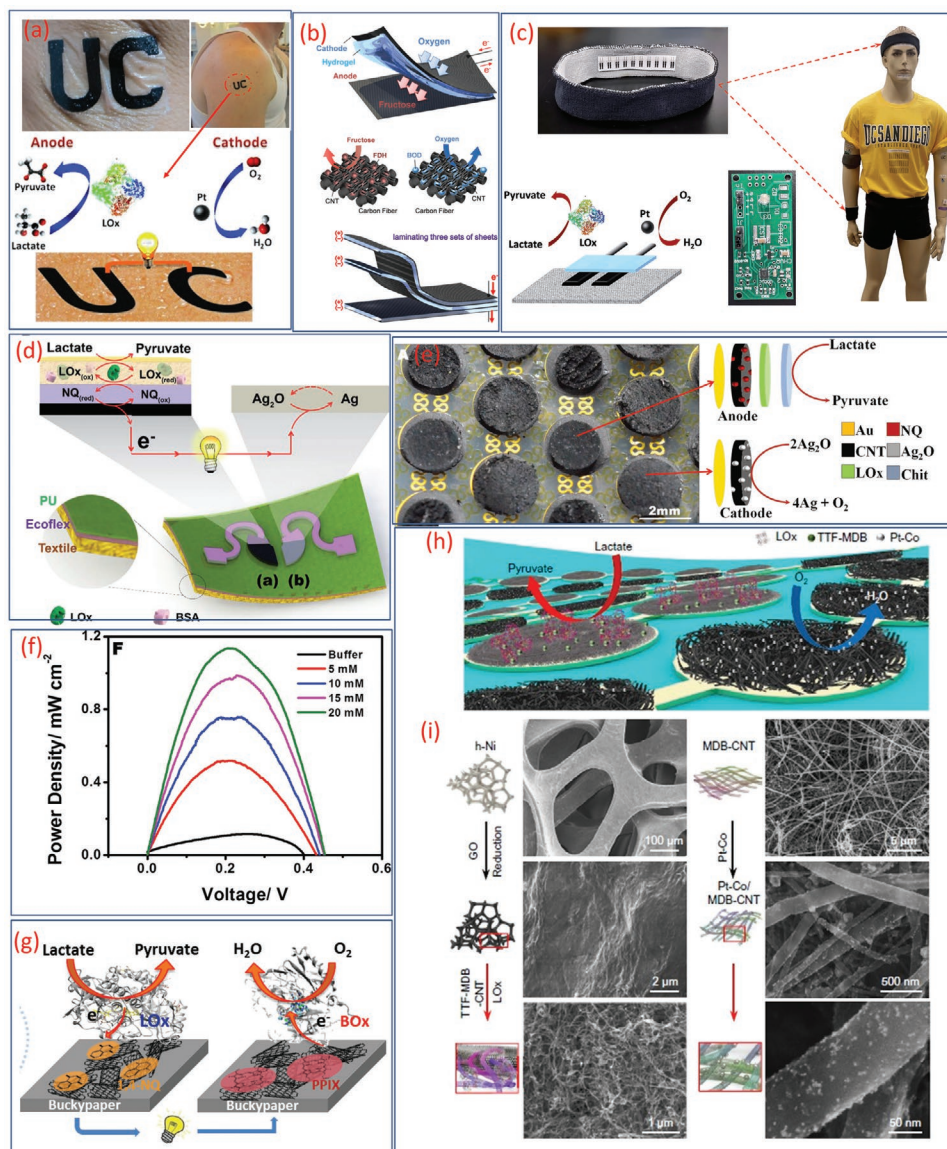 (a)
UC
UC
Anode
Cathode
Pyruvate
O₂
Pt
LOx
Lactate
H₂O
UC
(b)
Cathode
Hydrogel
Anode
Oxygen
e⁻
e⁻
Fructose
Fructose
Oxygen
FDH
BOD
CNT
Carbon Fiber
CNT
Carbon Fiber
laminating three sets of sheets
(+)
(-)
(+)
(-)
e⁻
(c)
UC SAN DIEGO
Pyruvate
O₂
Pt
Lactate
LOx
H₂O
(d)
Lactate
Pyruvate
LOx(ox)
LOx(red)
NQ(red)
NQ(ox)
Ag₂O
Ag
e⁻
PU
Ecoflex
Textile
(a)
(b)
LOx
BSA
A
(e)
2mm
Lactate
Anode
Pyruvate
Au
NQ
CNT
Ag₂O
LOx
Chit
2Ag₂O
Cathode
4Ag + O₂
(f)
F
Power Density/ mW cm⁻²
1.2
0.8
0.4
0.0
Buffer
5 mM
10 mM
15 mM
20 mM
0.0
0.2
0.4
0.6
Voltage/ V
(g)
Lactate
Pyruvate
H₂O
O₂
e⁻
LOx
e⁻
BOx
1,4-NQ
PPIX
Buckypaper
Buckypaper
(h)
LOx
TTF-MDB
Pt-Co
Lactate
Pyruvate
O₂
H₂O
(i)
h-Ni
100 µm
GO
Reduction
2 µm
TTF-MDB
-CNT
LOx
1 µm
MDB-CNT
5 µm
Pt-Co
Pt-Co/
MDB-CNT
500 nm
50 nm